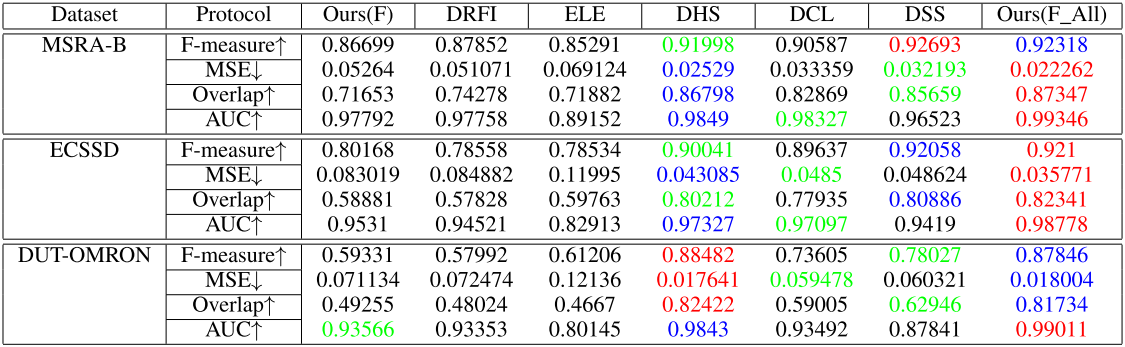 Dataset Protocol Ours(F) DRFI ELE DHS DCL DSS Ours(F_All)
MSRA-B F-measure↑ 0.86699 0.87852 0.85291 0.91998 0.90587 0.92693 0.92318
MSE↓ 0.05264 0.051071 0.069124 0.02529 0.033359 0.032193 0.022262
Overlap↑ 0.71653 0.74278 0.71882 0.86798 0.82869 0.85659 0.87347
AUC↑ 0.97792 0.97758 0.89152 0.9849 0.98327 0.96523 0.99346
ECSSD F-measure↑ 0.80168 0.78558 0.78534 0.90041 0.89637 0.92058 0.921
MSE↓ 0.083019 0.084882 0.11995 0.043085 0.0485 0.048624 0.035771
Overlap↑ 0.58881 0.57828 0.59763 0.80212 0.77935 0.80886 0.82341
AUC↑ 0.9531 0.94521 0.82913 0.97327 0.97097 0.9419 0.98778
DUT-OMRON F-measure↑ 0.59331 0.57992 0.61206 0.88482 0.73605 0.78027 0.87846
MSE↓ 0.071134 0.072474 0.12136 0.017641 0.059478 0.060321 0.018004
Overlap↑ 0.49255 0.48024 0.4667 0.82422 0.59005 0.62946 0.81734
AUC↑ 0.93566 0.93353 0.80145 0.9843 0.93492 0.87841 0.99011